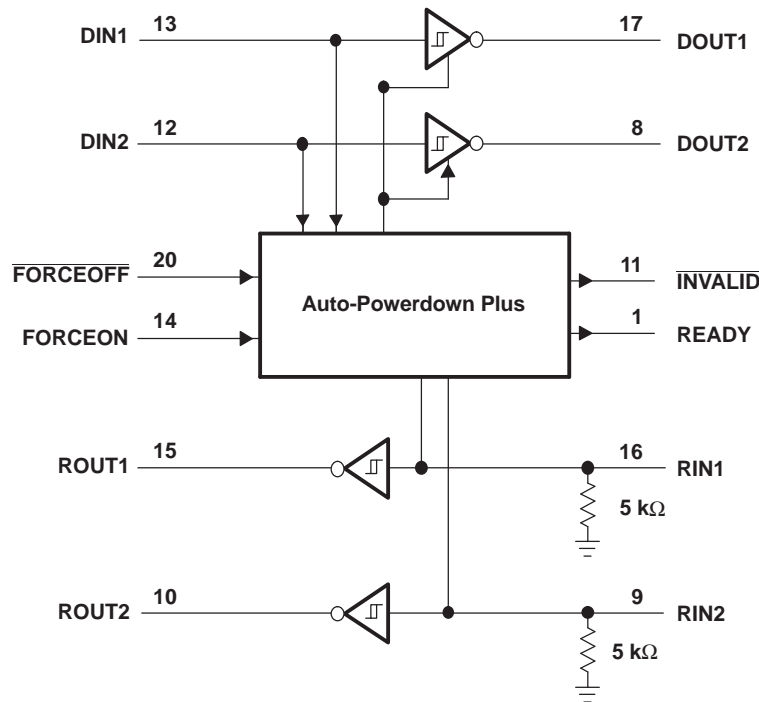 DIN1 13 17 DOUT1
DIN2 12 8 DOUT2
FORCEOFF 20 11 INVALID
Auto-Powerdown Plus
FORCEON 14 1 READY
ROUT1 15 16 RIN1
5 kΩ
ROUT2 10 9 RIN2
5 kΩ